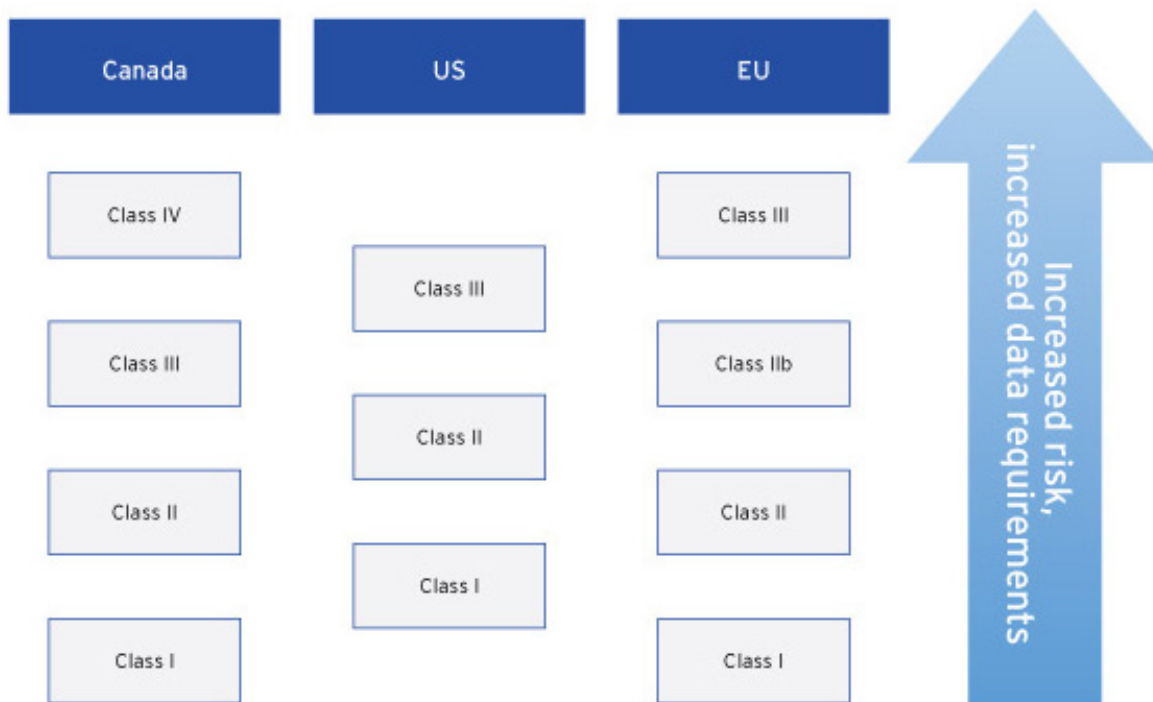 Canada
US
EU
Class IV
Class III
Class III
Class III
Class IIb
Class II
Class II
Class II
Class I
Class I
Class I
Increased risk,
increased data requirements